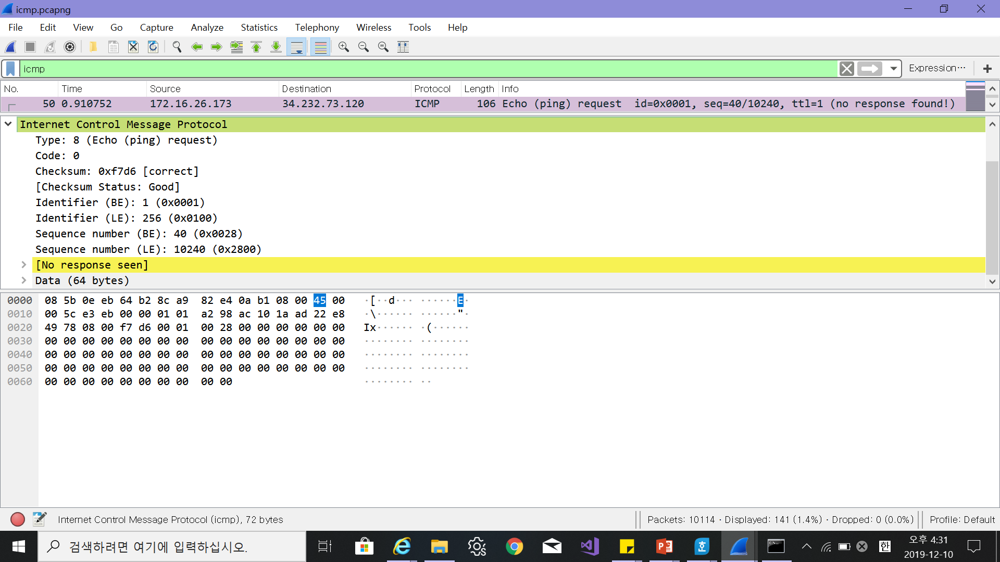 icmp.pcapng
File Edit View Go Capture Analyze Statistics Telephony Wireless Tools Help
icmp Expression…
No. Time Source Destination Protocol Length Info
50 0.910752 172.16.26.173 34.232.73.120 ICMP 106 Echo (ping) request id=0x0001, seq=40/10240, ttl=1 (no response found!)
Internet Control Message Protocol
Type: 8 (Echo (ping) request)
Code: 0
Checksum: 0xf7d6 [correct]
[Checksum Status: Good]
Identifier (BE): 1 (0x0001)
Identifier (LE): 256 (0x0100)
Sequence number (BE): 40 (0x0028)
Sequence number (LE): 10240 (0x2800)
[No response seen]
Data (64 bytes)
0000 08 5b 0e eb 64 b2 8c a9 82 e4 0a b1 08 00 45 00 ·[··d··· ······E·
0010 00 5c e3 eb 00 00 01 01 a2 98 ac 10 1a ad 22 e8 ·\······ ······"·
0020 49 78 08 00 f7 d6 00 01 00 28 00 00 00 00 00 00 Ix······ ·(······
0030 00 00 00 00 00 00 00 00 00 00 00 00 00 00 00 00 ········ ········
0040 00 00 00 00 00 00 00 00 00 00 00 00 00 00 00 00 ········ ········
0050 00 00 00 00 00 00 00 00 00 00 00 00 00 00 00 00 ········ ········
0060 00 00 00 00 00 00 00 00 00 00 ········ ··
Internet Control Message Protocol (icmp), 72 bytes Packets: 10114 · Displayed: 141 (1.4%) · Dropped: 0 (0.0%) Profile: Default
검색하려면 여기에 입력하십시오. 한 오후 4:31
2019-12-10